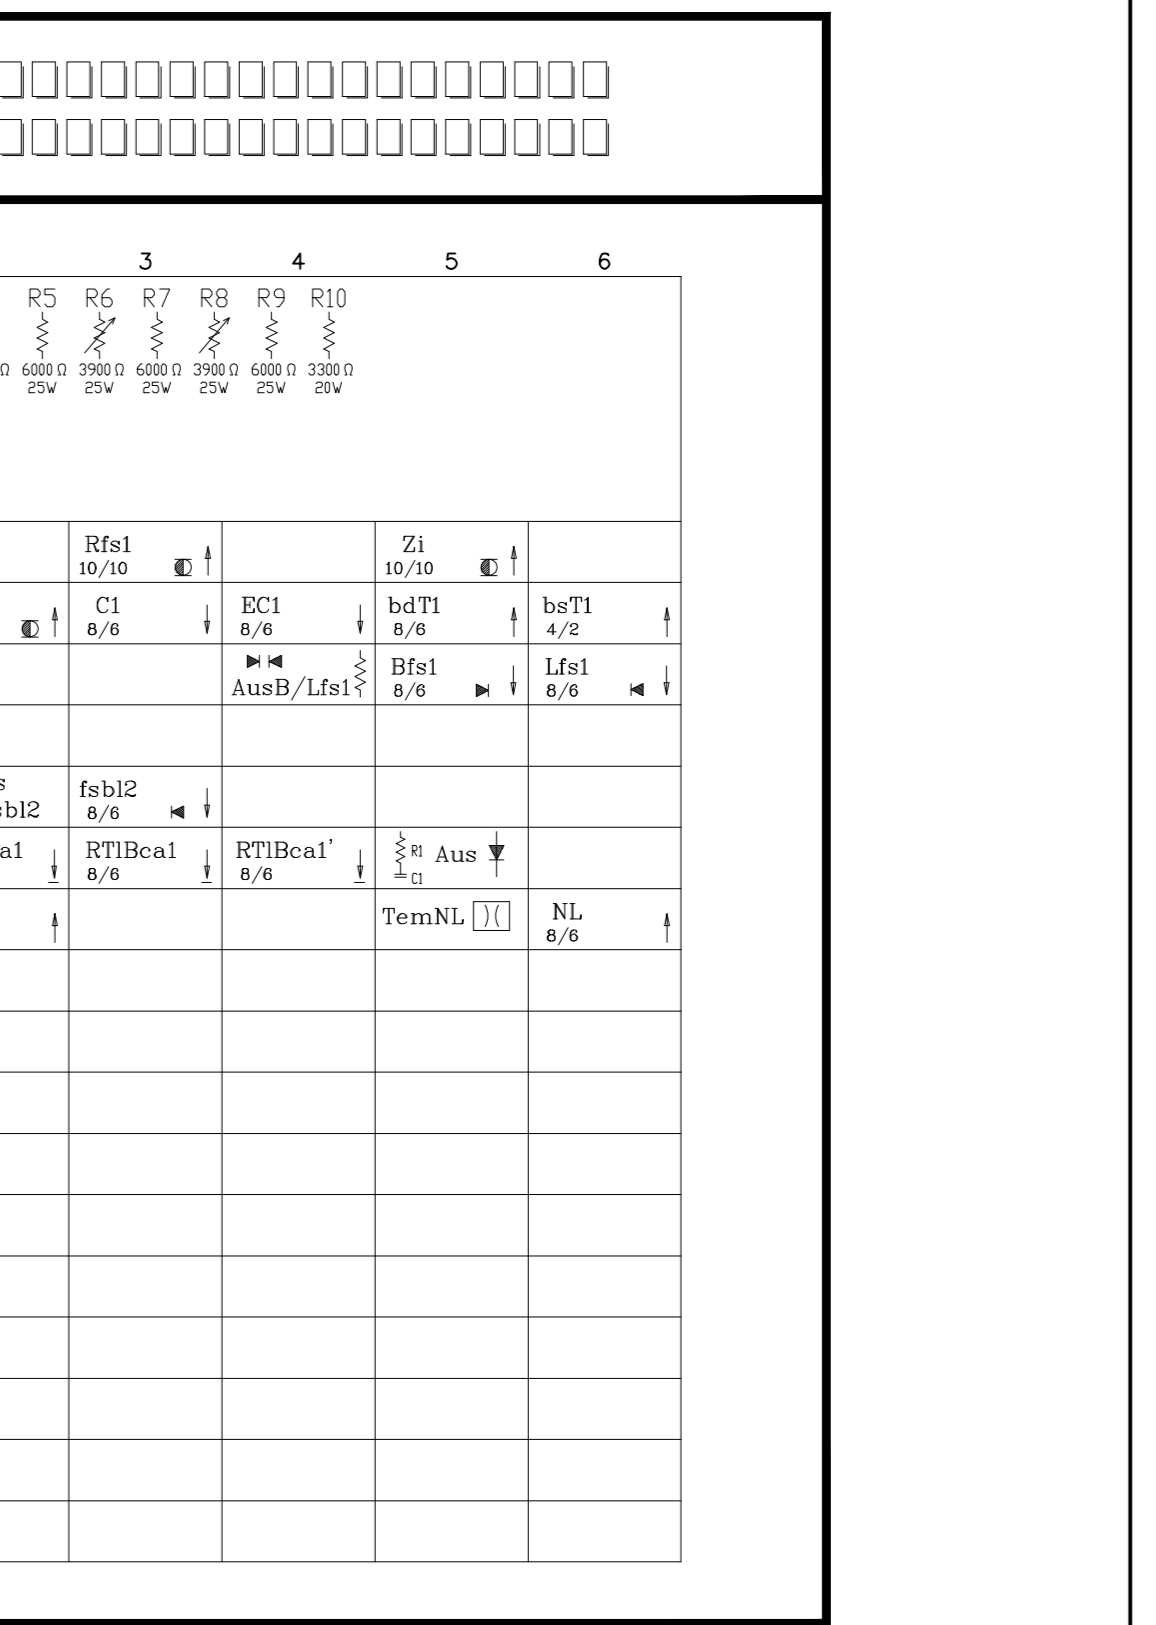 3 4 5 6
R5 R6 R7 R8 R9 R10
Ω 6000 Ω 3900 Ω 6000 Ω 3900 Ω 6000 Ω 3300 Ω
25W 25W 25W 25W 25W 20W
Rfs1 Zi
10/10 10/10
C1 EC1 bdT1 bsT1
8/6 8/6 8/6 4/2
AusB/Lfs1 Bfs1 Lfs1
8/6 8/6
s fsbl2
sbl2 8/6
a1 RTlBca1 RTlBca1' R1 Aus
8/6 8/6 C1
TemNL )( NL
8/6